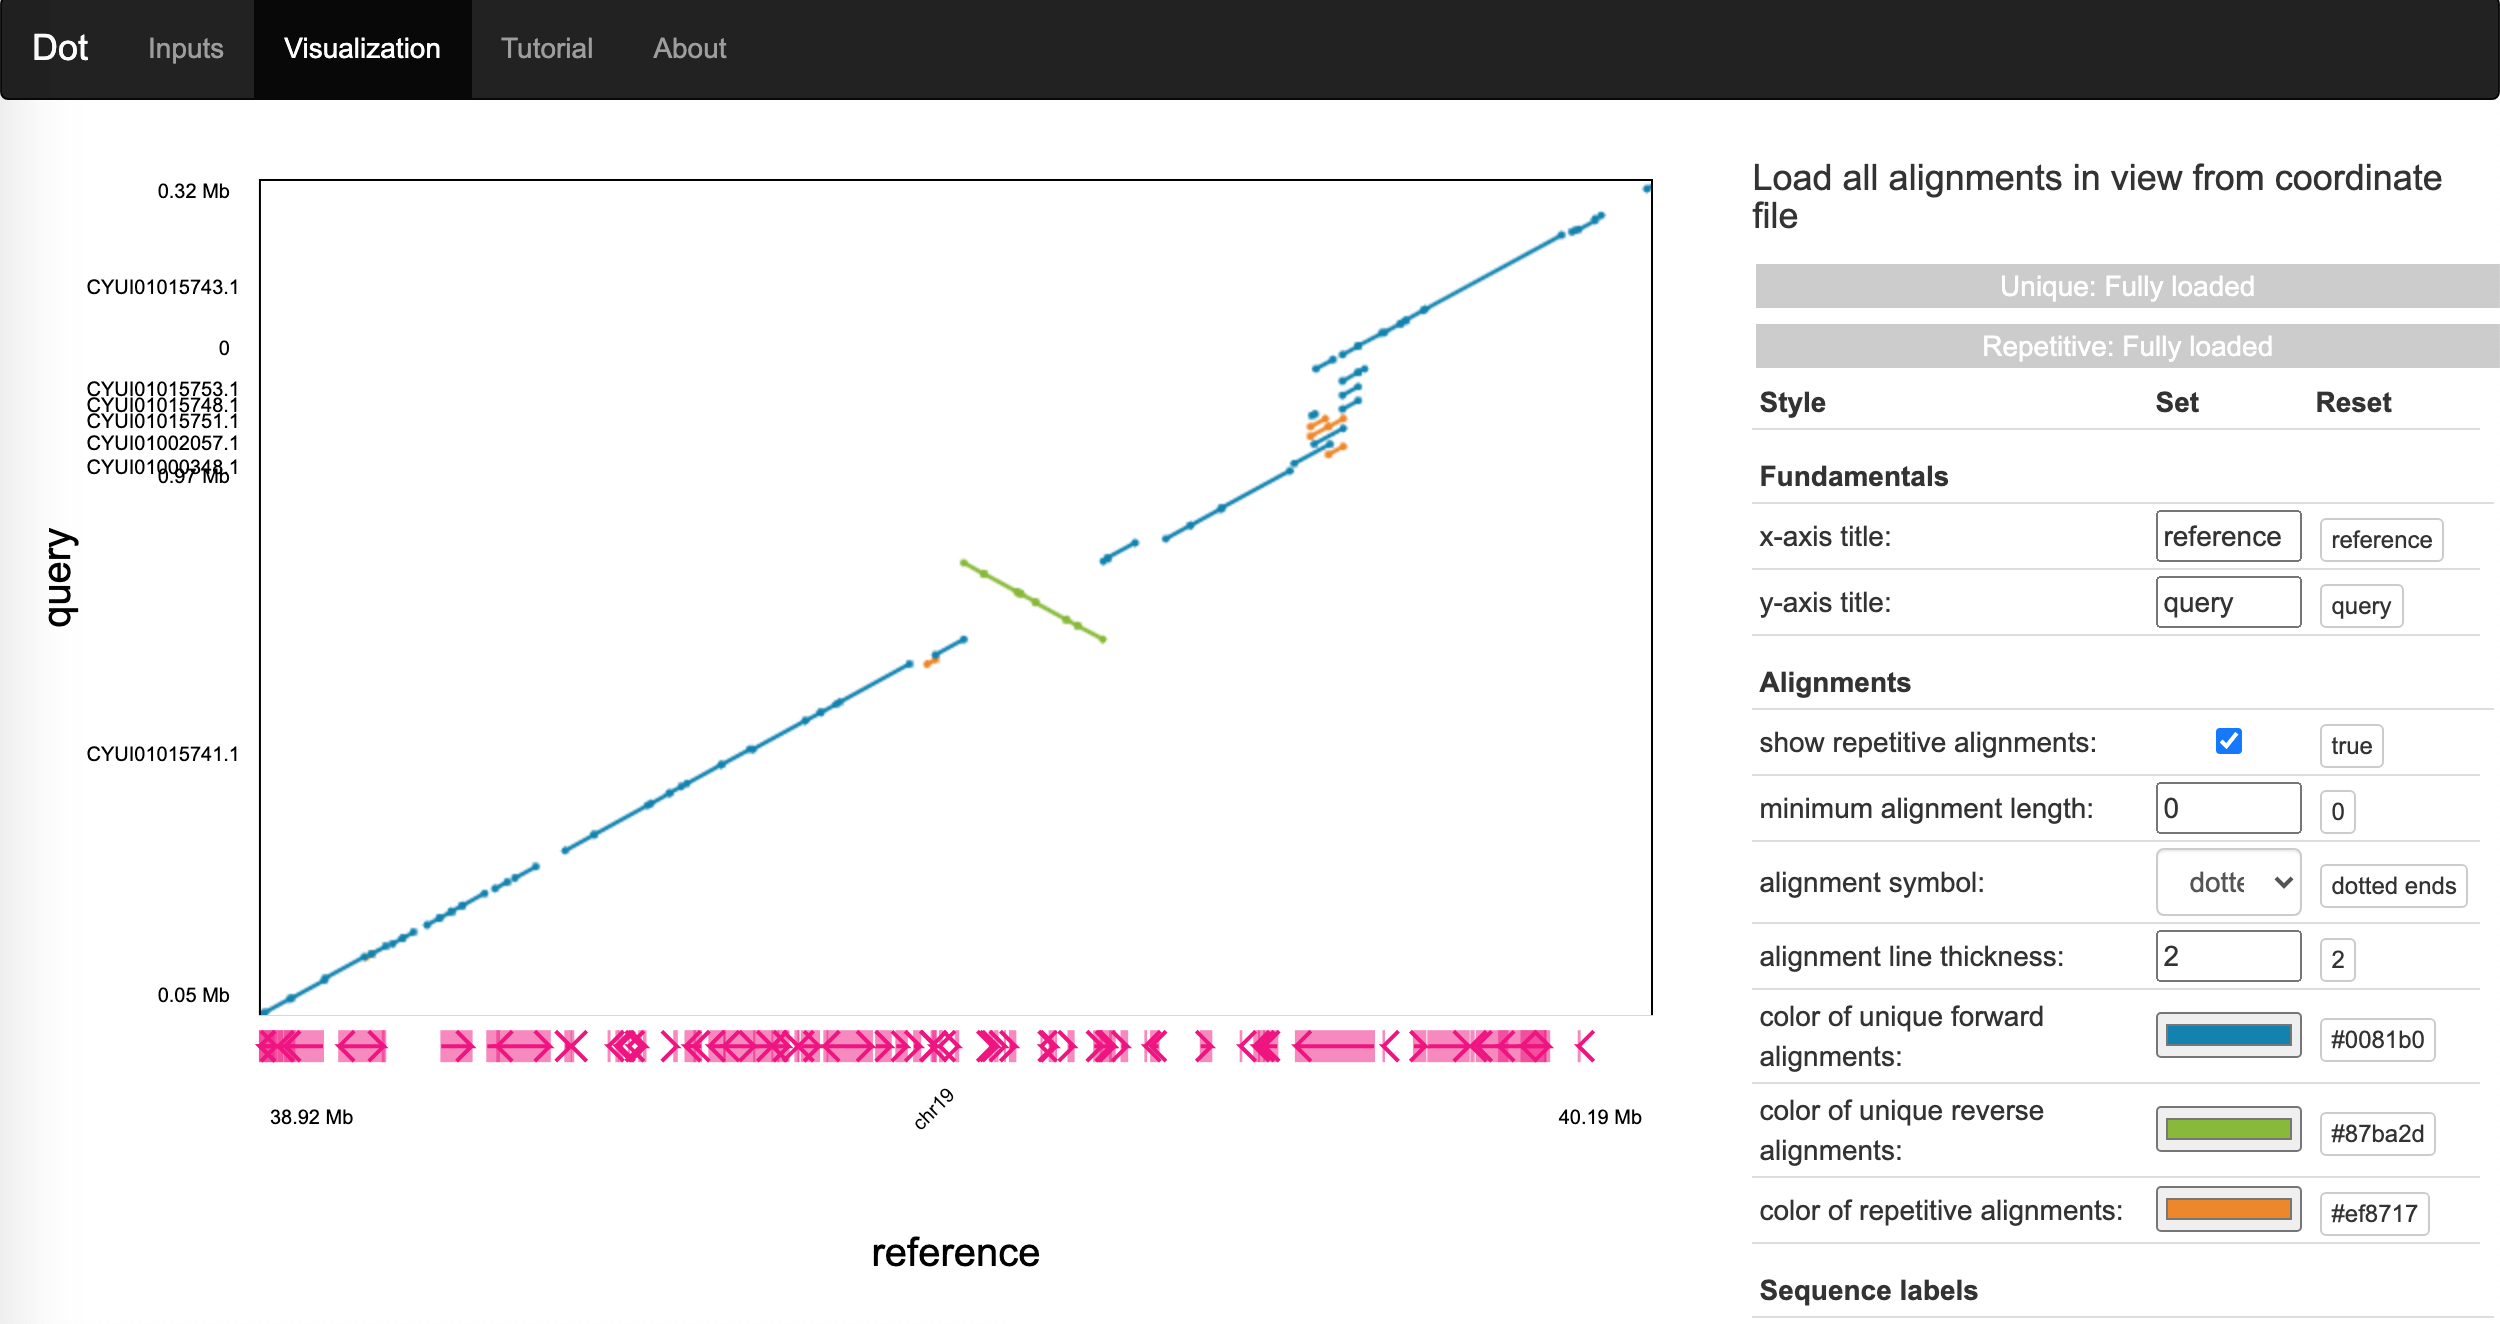 Dot Inputs Visualization Tutorial About
0.32 Mb
CYUI01015743.1
0
CYUI01015753.1
CYUI01015748.1
CYUI01015751.1
CYUI01002057.1
CYUI01000348.1
0.97 Mb
query
CYUI01015741.1
0.05 Mb
38.92 Mb
chr19
40.19 Mb
reference
Load all alignments in view from coordinate
file
Unique: Fully loaded
Repetitive: Fully loaded
Style Set Reset
Fundamentals
x-axis title: reference reference
y-axis title: query query
Alignments
show repetitive alignments: true
minimum alignment length: 0 0
alignment symbol: dotte dotted ends
alignment line thickness: 2 2
color of unique forward
alignments: #0081b0
color of unique reverse
alignments: #87ba2d
color of repetitive alignments: #ef8717
Sequence labels